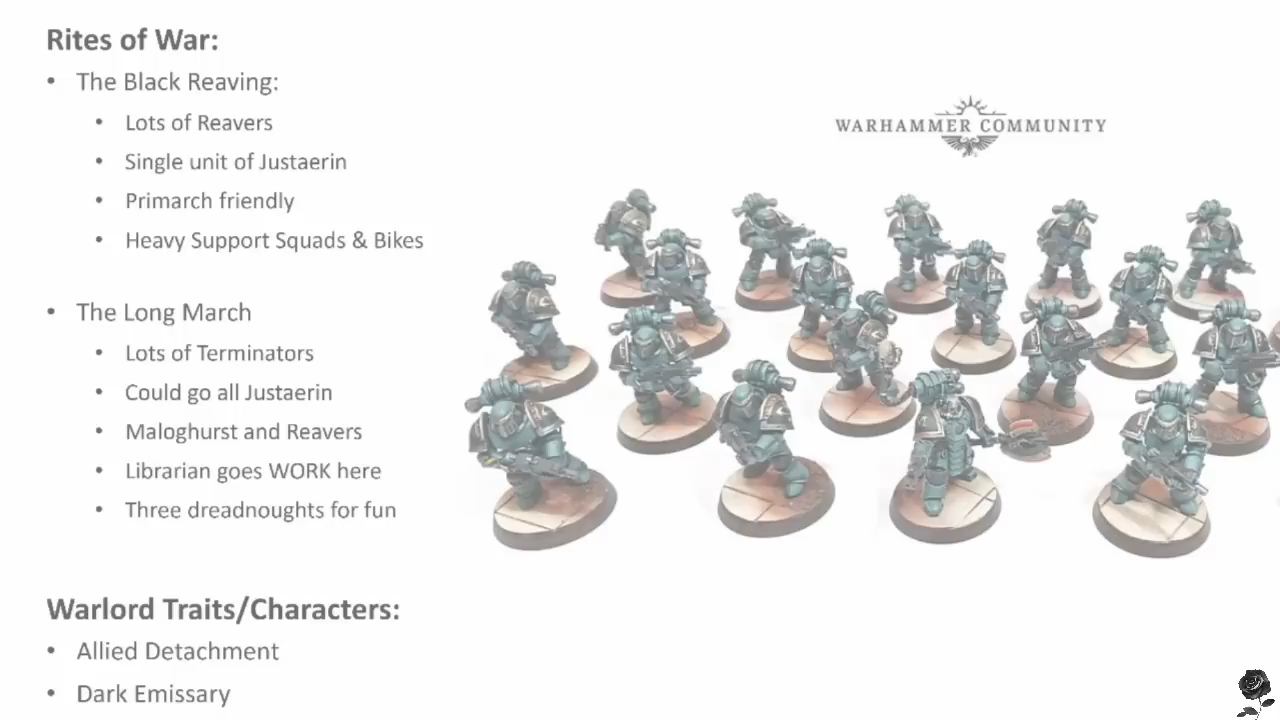 Rites of War:
• The Black Reaving:
• Lots of Reavers
• Single unit of Justaerin
• Primarch friendly
• Heavy Support Squads & Bikes
• The Long March
• Lots of Terminators
• Could go all Justaerin
• Maloghurst and Reavers
• Librarian goes WORK here
• Three dreadnoughts for fun
Warlord Traits/Characters:
• Allied Detachment
• Dark Emissary
WARHAMMER COMMUNITY